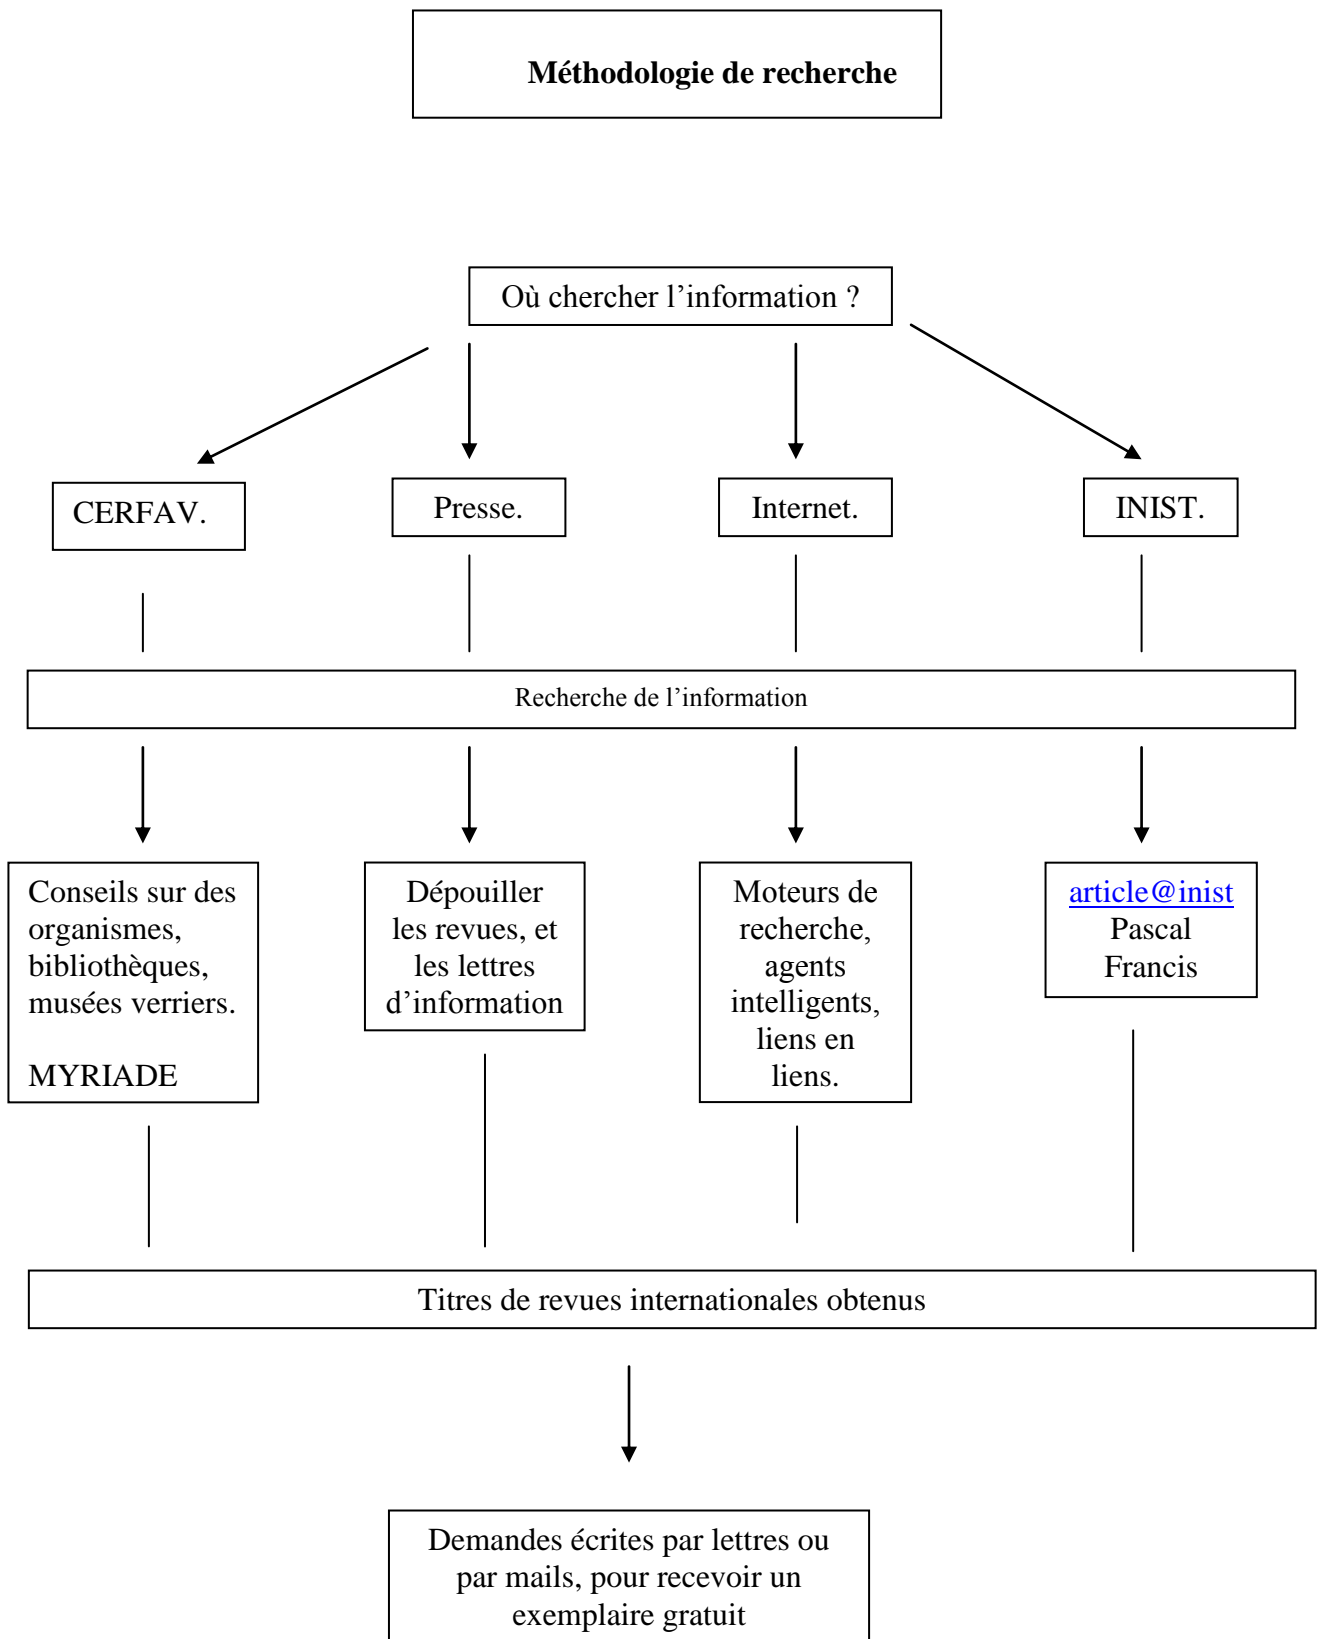 Méthodologie de recherche
Où chercher l’information ?
CERFAV.
Presse.
Internet.
INIST.
Recherche de l’information
Conseils sur des
organismes,
bibliothèques,
musées verriers.
MYRIADE
Dépouiller
les revues, et
les lettres
d’information
Moteurs de
recherche,
agents
intelligents,
liens en
liens.
article@inist
Pascal
Francis
Titres de revues internationales obtenus
Demandes écrites par lettres ou
par mails, pour recevoir un
exemplaire gratuit